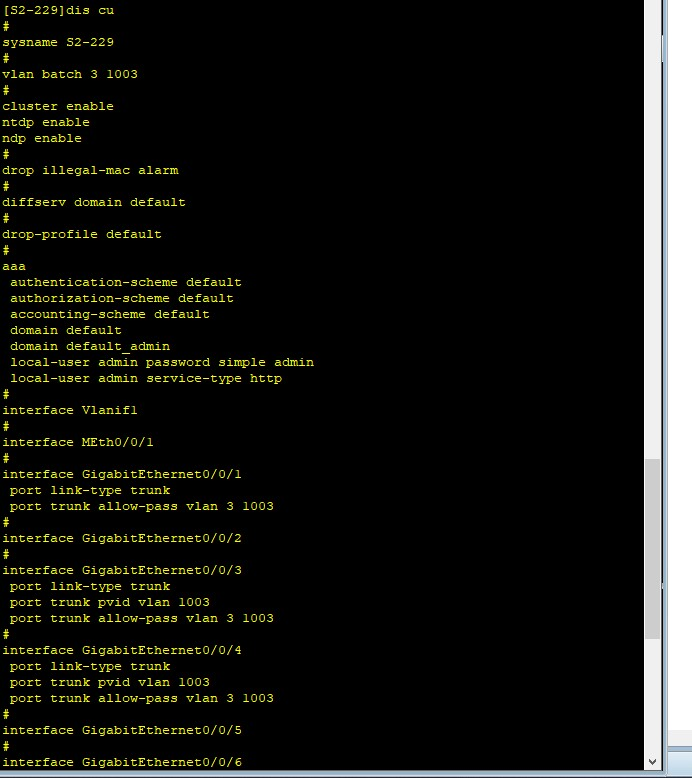 [S2-229]dis cu
#
sysname S2-229
#
vlan batch 3 1003
#
cluster enable
ntdp enable
ndp enable
#
drop illegal-mac alarm
#
diffserv domain default
#
drop-profile default
#
aaa
 authentication-scheme default
 authorization-scheme default
 accounting-scheme default
 domain default
 domain default_admin
 local-user admin password simple admin
 local-user admin service-type http
#
interface Vlanif1
#
interface MEth0/0/1
#
interface GigabitEthernet0/0/1
 port link-type trunk
 port trunk allow-pass vlan 3 1003
#
interface GigabitEthernet0/0/2
#
interface GigabitEthernet0/0/3
 port link-type trunk
 port trunk pvid vlan 1003
 port trunk allow-pass vlan 3 1003
#
interface GigabitEthernet0/0/4
 port link-type trunk
 port trunk pvid vlan 1003
 port trunk allow-pass vlan 3 1003
#
interface GigabitEthernet0/0/5
#
interface GigabitEthernet0/0/6